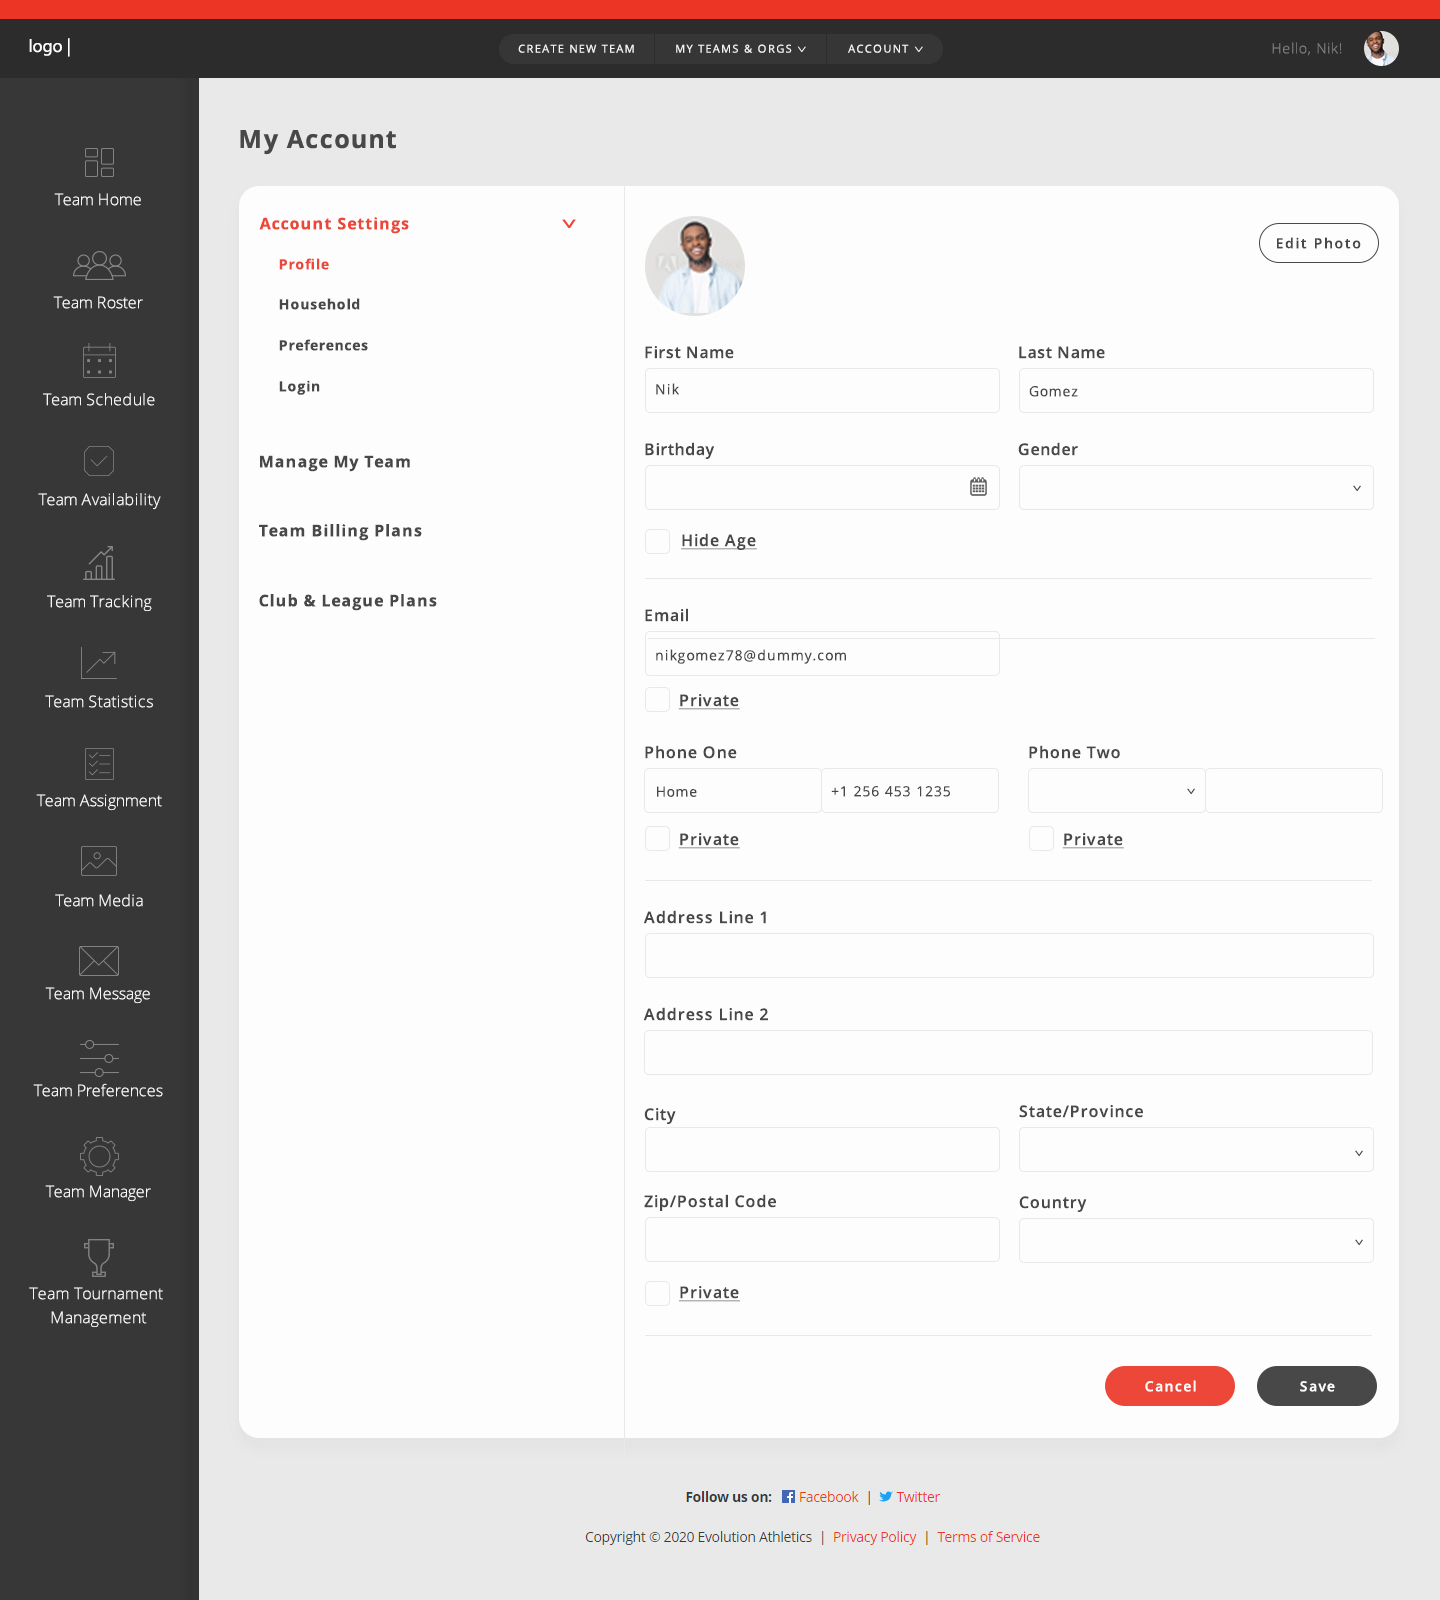 logo |
CREATE NEW TEAM
MY TEAMS & ORGS
ACCOUNT
Hello, Nik!
Team Home
Team Roster
Team Schedule
Team Availability
Team Tracking
Team Statistics
Team Assignment
Team Media
Team Message
Team Preferences
Team Manager
Team Tournament
Management
My Account
Account Settings
Profile
Household
Preferences
Login
Manage My Team
Team Billing Plans
Club & League Plans
Edit Photo
First Name
Last Name
Nik
Gomez
Birthday
Gender
Hide Age
Email
nikgomez78@dummy.com
Private
Phone One
Phone Two
Home
+1 256 453 1235
Private
Private
Address Line 1
Address Line 2
City
State/Province
Zip/Postal Code
Country
Private
Cancel
Save
Follow us on: Facebook | Twitter
Copyright © 2020 Evolution Athletics | Privacy Policy | Terms of Service